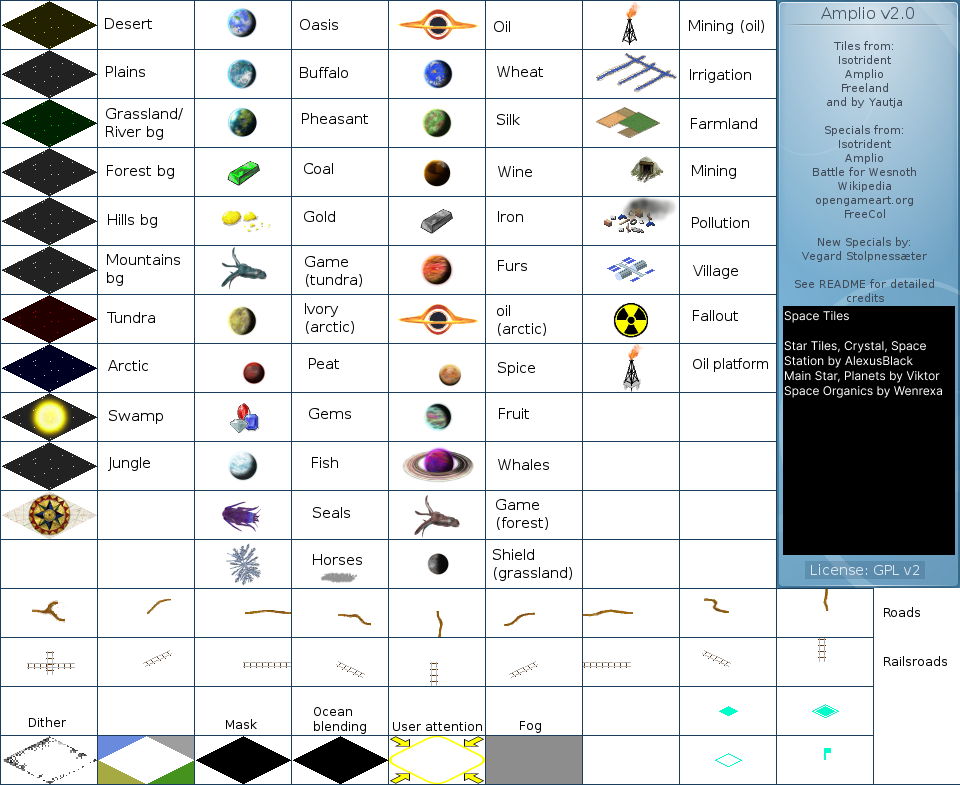 Desert
Oasis
Oil
Mining (oil)
Plains
Buffalo
Wheat
Irrigation
Grassland/
River bg
Pheasant
Silk
Farmland
Forest bg
Coal
Wine
Mining
Hills bg
Gold
Iron
Pollution
Mountains
bg
Game
(tundra)
Furs
Village
Tundra
Ivory
(arctic)
oil
(arctic)
Fallout
Arctic
Peat
Spice
Oil platform
Swamp
Gems
Fruit
Jungle
Fish
Whales
Seals
Game
(forest)
Horses
Shield
(grassland)
Amplio v2.0
Tiles from:
Isotrident
Amplio
Freeland
and by Yautja
Specials from:
Isotrident
Amplio
Battle for Wesnoth
Wikipedia
opengameart.org
FreeCol
New Specials by:
Vegard Stolpnessæter
See README for detailed
credits
Space Tiles
Star Tiles, Crystal, Space
Station by AlexusBlack
Main Star, Planets by Viktor
Space Organics by Wenrexa
License: GPL v2
Roads
Railsroads
Dither
Mask
Ocean
blending
User attention
Fog